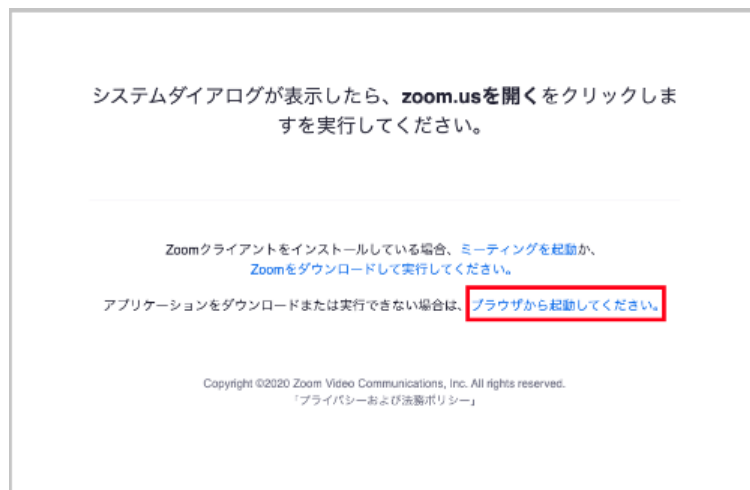 システムダイアログが表示したら、zoom.usを開くをクリックしま
すを実行してください。
Zoomクライアントをインストールしている場合、ミーティングを起動か、
Zoomをダウンロードして実行してください。
アプリケーションをダウンロードまたは実行できない場合は、ブラウザから起動してください。
Copyright ©2020 Zoom Video Communications, Inc. All rights reserved.
「プライバシーおよび法務ポリシー」